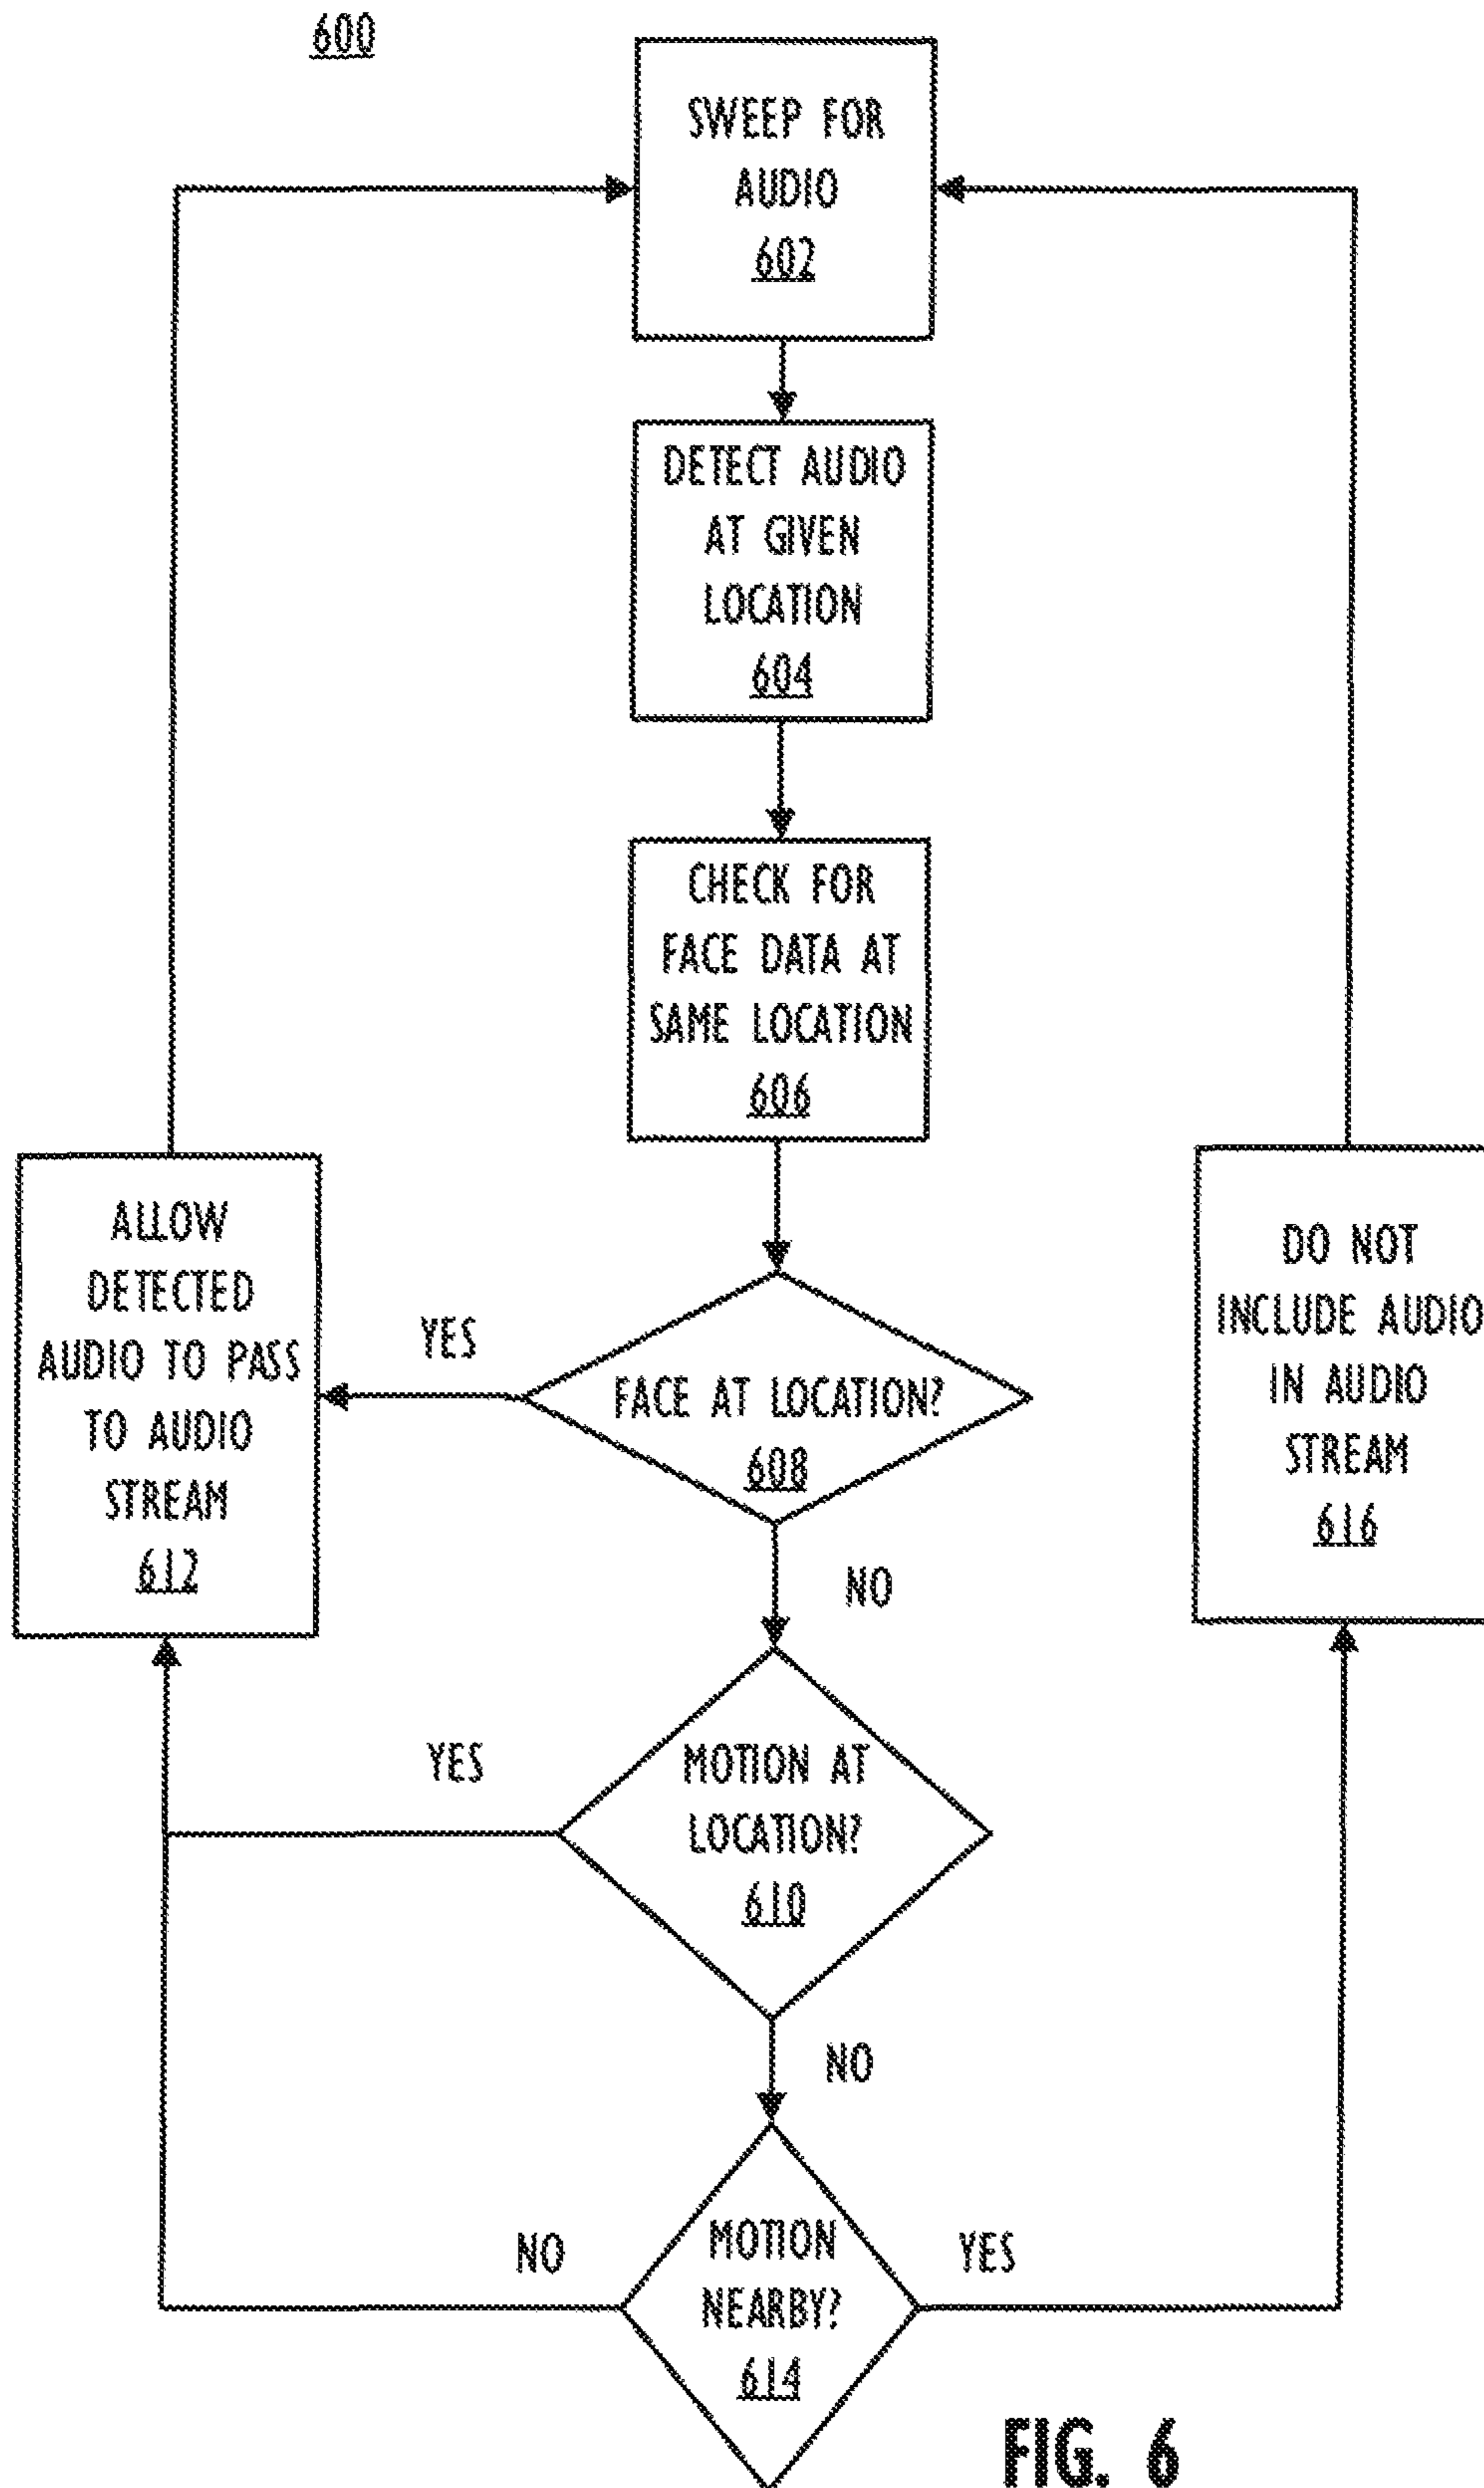 600
SWEEP FOR
AUDIO
602
DETECT AUDIO
AT GIVEN
LOCATION
604
CHECK FOR
FACE DATA AT
SAME LOCATION
606
ALLOW
DETECTED
AUDIO TO PASS
TO AUDIO
STREAM
612
YES
FACE AT LOCATION?
608
DO NOT
INCLUDE AUDIO
IN AUDIO
STREAM
616
NO
YES
MOTION AT
LOCATION?
610
NO
NO
MOTION
NEARBY?
614
YES
FIG. 6